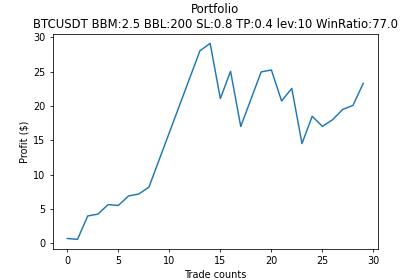 Portfolio
BTCUSDT BBM:2.5 BBL:200 SL:0.8 TP:0.4 lev:10 WinRatio:77.0
30
25
20
15
10
5
0
Profit ($)
0 5 10 15 20 25 30
Trade counts